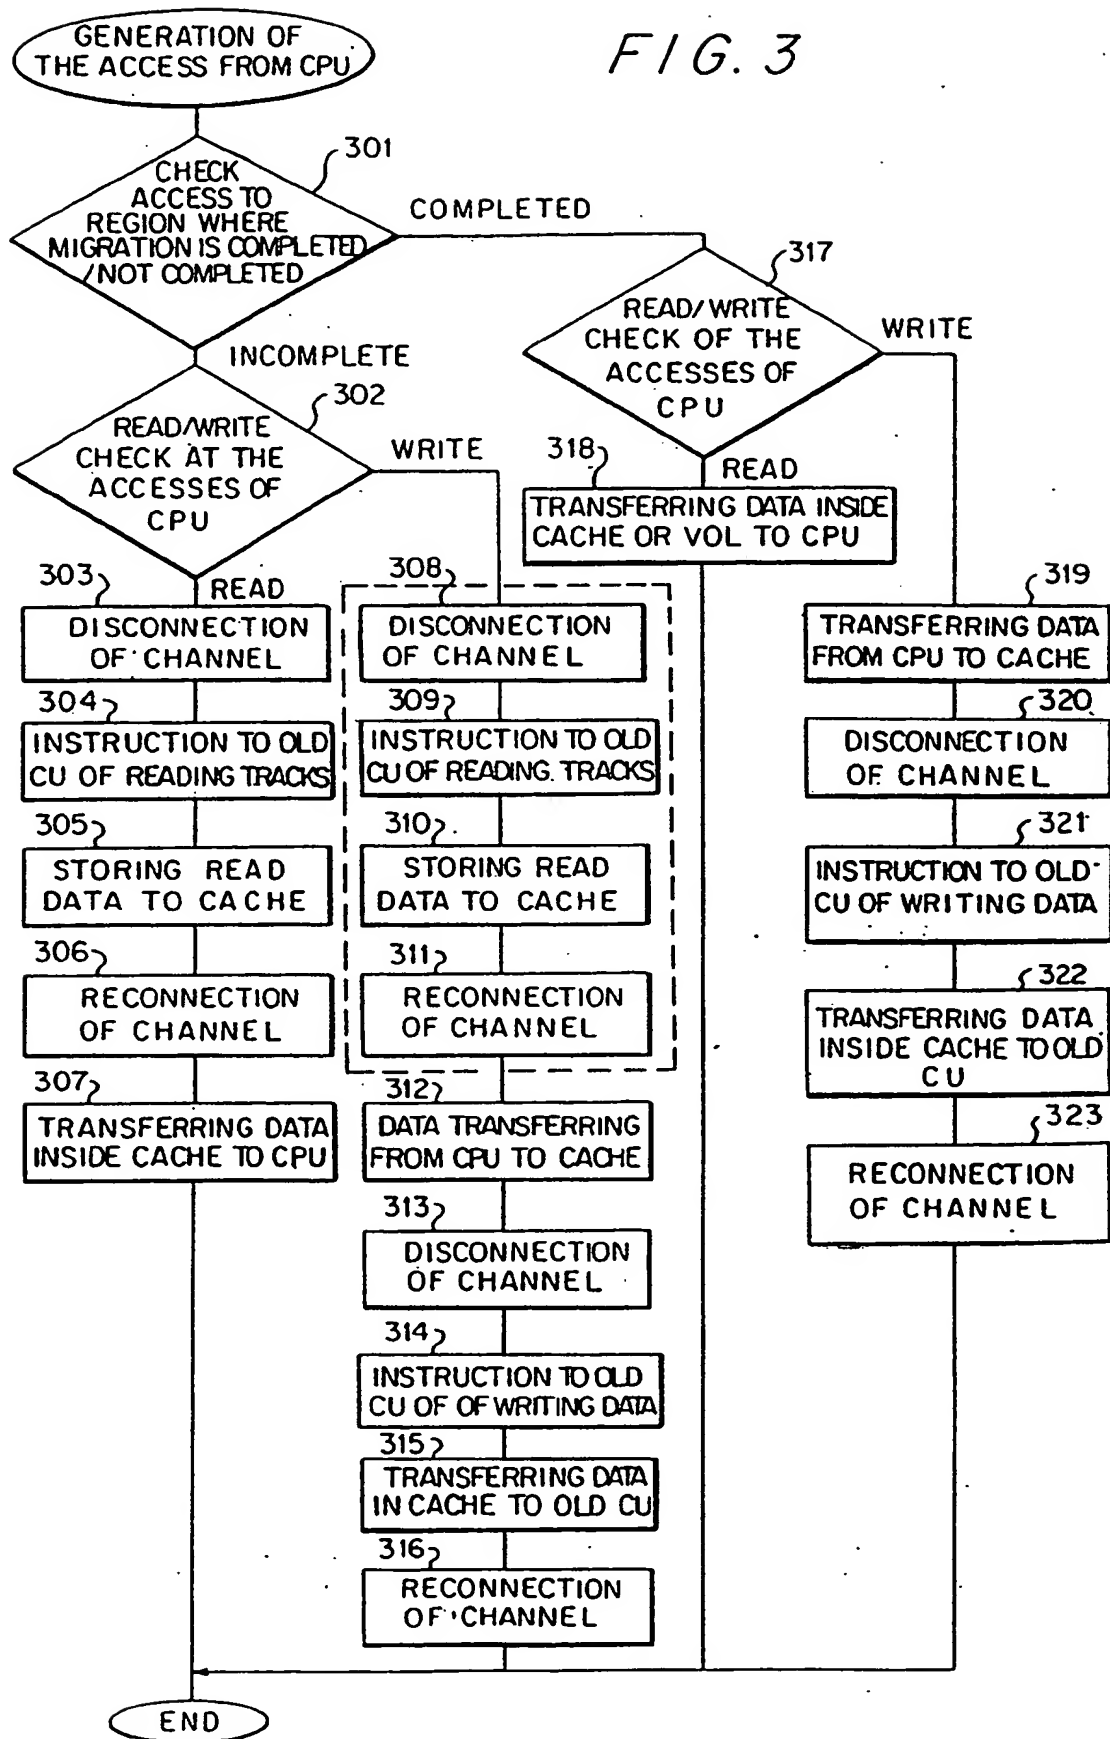 GENERATION OF
THE ACCESS FROM CPU
FIG. 3
301
CHECK
ACCESS TO
REGION WHERE
MIGRATION IS COMPLETED
/NOT COMPLETED
COMPLETED
INCOMPLETE
302
READ/WRITE
CHECK AT THE
ACCESSES OF
CPU
WRITE
READ
303
DISCONNECTION
OF CHANNEL
304
INSTRUCTION TO OLD
CU OF READING TRACKS
305
STORING READ
DATA TO CACHE
306
RECONNECTION
OF CHANNEL
307
TRANSFERRING DATA
INSIDE CACHE TO CPU
308
DISCONNECTION
OF CHANNEL
309
INSTRUCTION TO OLD
CU OF READING. TRACKS
310
STORING READ
DATA TO CACHE
311
RECONNECTION
OF CHANNEL
312
DATA TRANSFERRING
FROM CPU TO CACHE
313
DISCONNECTION
OF CHANNEL
314
INSTRUCTION TO OLD
CU OF OF WRITING DATA
315
TRANSFERRING DATA
IN CACHE TO OLD CU
316
RECONNECTION
OF CHANNEL
317
READ/WRITE
CHECK OF THE
ACCESSES OF
CPU
WRITE
READ
318
TRANSFERRING DATA INSIDE
CACHE OR VOL TO CPU
319
TRANSFERRING DATA
FROM CPU TO CACHE
320
DISCONNECTION
OF CHANNEL
321
INSTRUCTION TO OLD
CU OF WRITING DATA
322
TRANSFERRING DATA
INSIDE CACHE TO OLD
CU
323
RECONNECTION
OF CHANNEL
END